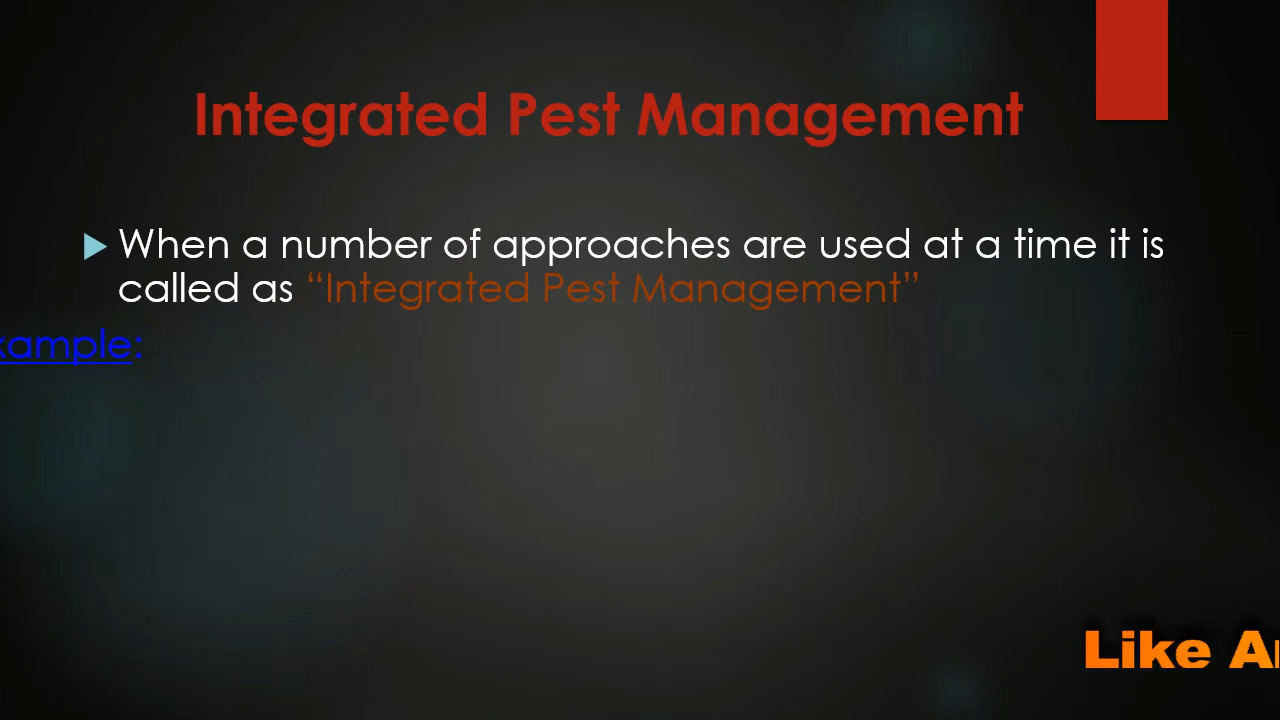 Integrated Pest Management
When a number of approaches are used at a time it is
called as “Integrated Pest Management”
xample:
Like A